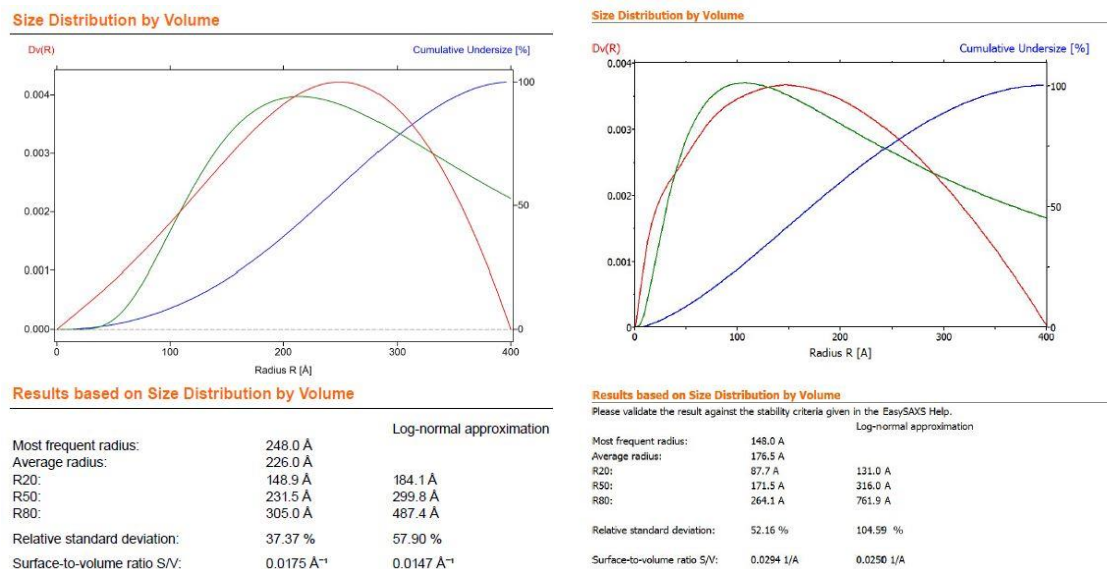 Size Distribution by Volume
Dv(R)
Cumulative Undersize [%]
0.004
0.003
0.002
0.001
0.000
100
50
0
0
100
200
300
400
Radius R [Å]
Results based on Size Distribution by Volume
Log-normal approximation
Most frequent radius: 248.0 Å
Average radius: 226.0 Å
R20: 148.9 Å 184.1 Å
R50: 231.5 Å 299.8 Å
R80: 305.0 Å 487.4 Å
Relative standard deviation: 37.37 % 57.90 %
Surface-to-volume ratio S/V: 0.0175 Å⁻¹ 0.0147 Å⁻¹
Size Distribution by Volume
Dv(R)
Cumulative Undersize [%]
0.004
0.003
0.002
0.001
0
100
50
0
0
100
200
300
400
Radius R [A]
Results based on Size Distribution by Volume
Please validate the result against the stability criteria given in the EasySAXS Help.
Log-normal approximation
Most frequent radius: 148.0 A
Average radius: 176.5 A
R20: 87.7 A 131.0 A
R50: 171.5 A 316.0 A
R80: 264.1 A 761.9 A
Relative standard deviation: 52.16 % 104.59 %
Surface-to-volume ratio S/V: 0.0294 1/A 0.0250 1/A